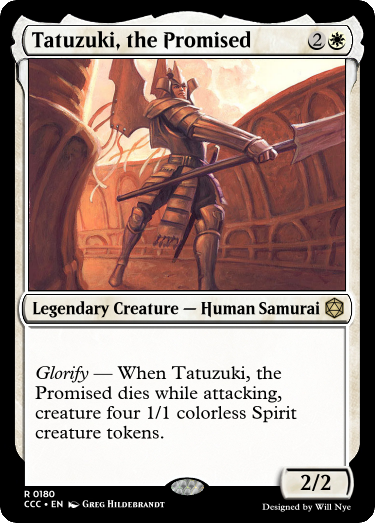 Tatuzuki, the Promised 2
Legendary Creature — Human Samurai
Glorify — When Tatuzuki, the
Promised dies while attacking,
creature four 1/1 colorless Spirit
creature tokens.
2/2
R 0180
CCC • EN Greg Hildebrandt
Designed by Will Nye